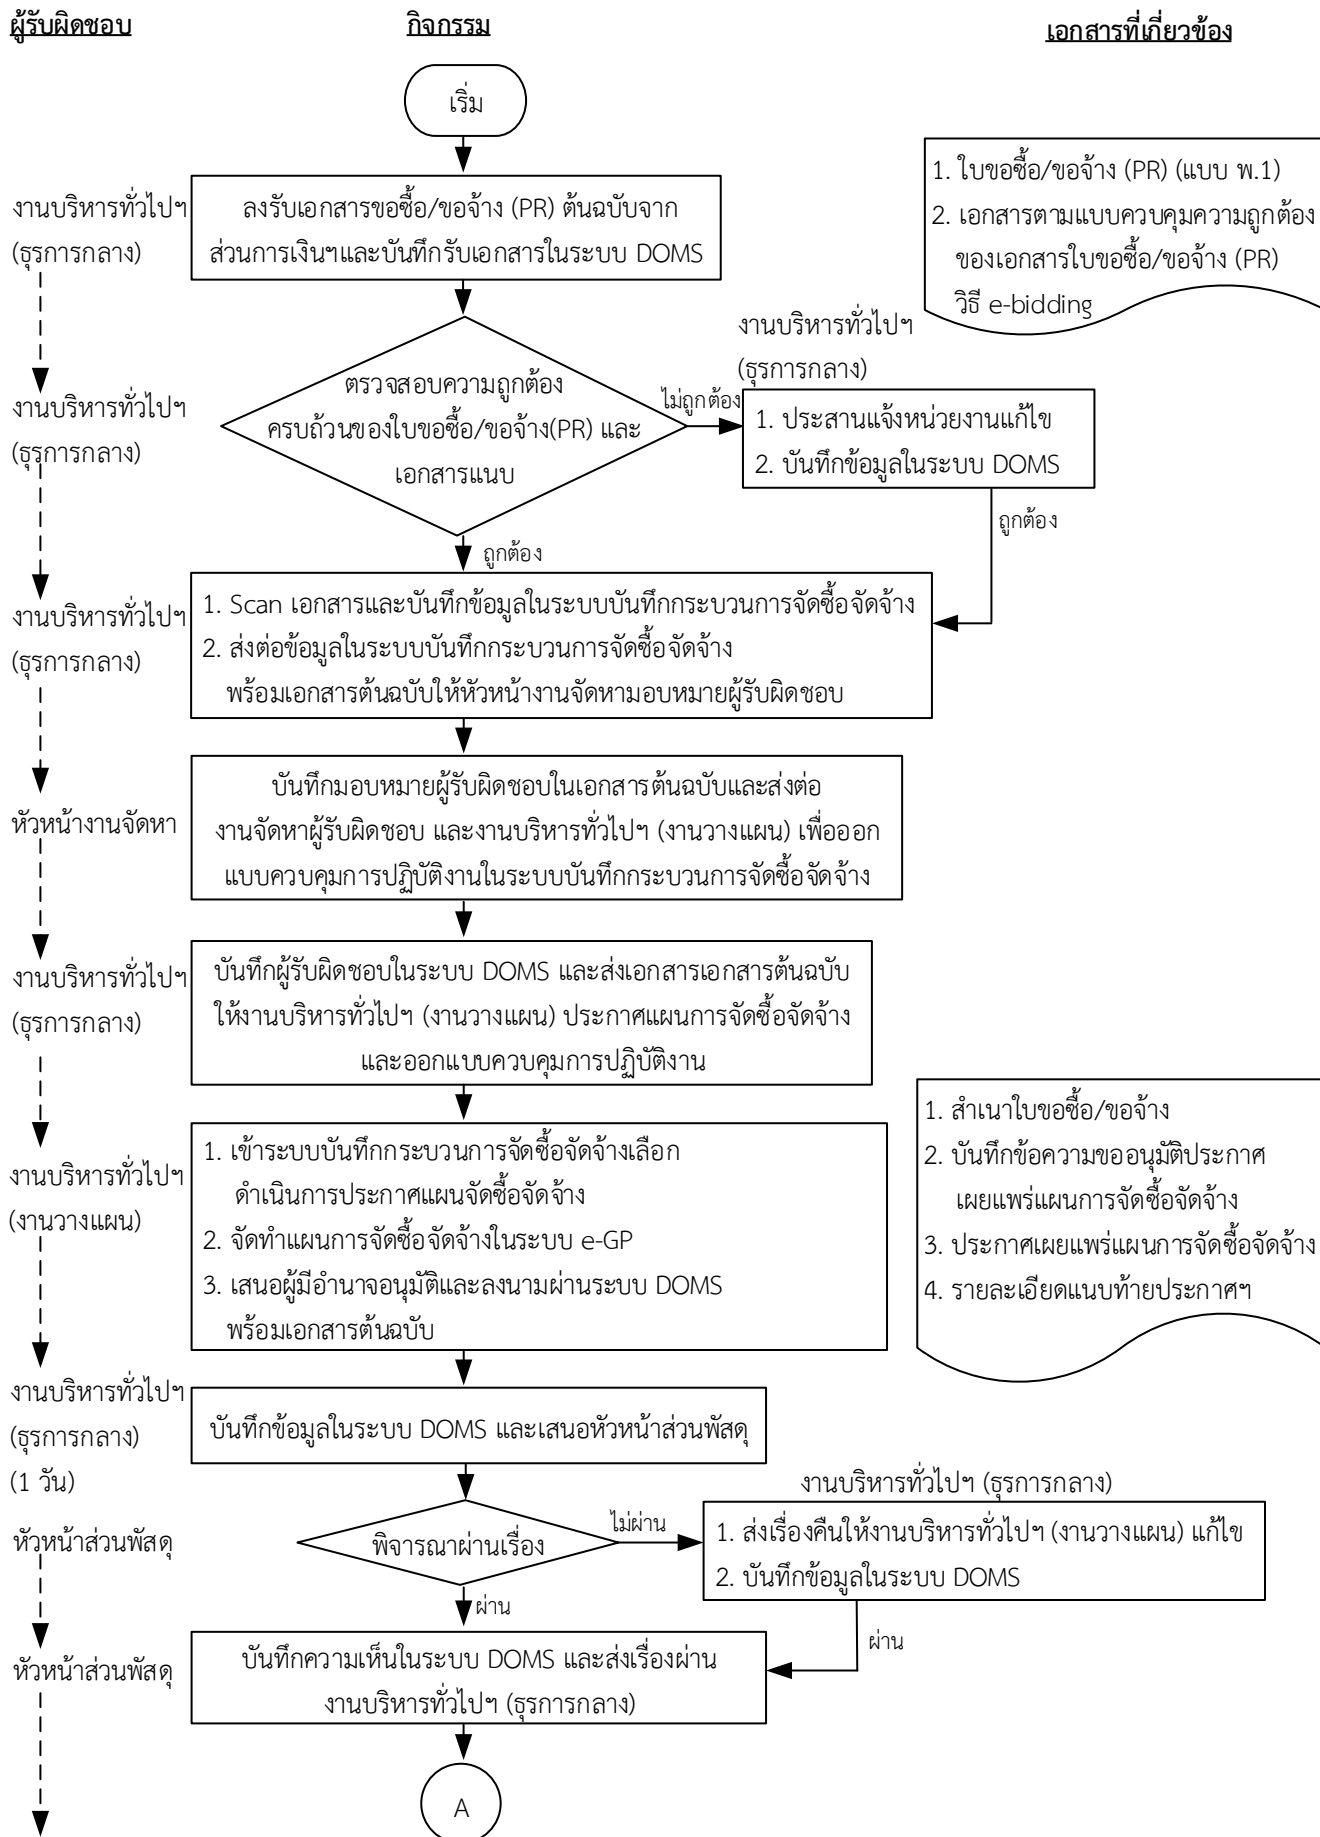 ผู้รับผิดชอบ
กิจกรรม
เอกสารที่เกี่ยวข้อง
เริ่ม
งานบริหารทั่วไปฯ
(ธุรการกลาง)
ลงรับเอกสารขอซื้อ/ขอจ้าง (PR) ต้นฉบับจาก
ส่วนการเงินฯและบันทึกรับเอกสารในระบบ DOMS
1. ใบขอซื้อ/ขอจ้าง (PR) (แบบ พ.1)
2. เอกสารตามแบบควบคุมความถูกต้อง
ของเอกสารใบขอซื้อ/ขอจ้าง (PR)
วิธี e-bidding
งานบริหารทั่วไปฯ
(ธุรการกลาง)
ตรวจสอบความถูกต้อง
ครบถ้วนของใบขอซื้อ/ขอจ้าง(PR) และ
เอกสารแนบ
ไม่ถูกต้อง
งานบริหารทั่วไปฯ
(ธุรการกลาง)
1. ประสานแจ้งหน่วยงานแก้ไข
2. บันทึกข้อมูลในระบบ DOMS
ถูกต้อง
ถูกต้อง
งานบริหารทั่วไปฯ
(ธุรการกลาง)
1. Scan เอกสารและบันทึกข้อมูลในระบบบันทึกกระบวนการจัดซื้อจัดจ้าง
2. ส่งต่อข้อมูลในระบบบันทึกกระบวนการจัดซื้อจัดจ้าง
พร้อมเอกสารต้นฉบับให้หัวหน้างานจัดหามอบหมายผู้รับผิดชอบ
หัวหน้างานจัดหา
บันทึกมอบหมายผู้รับผิดชอบในเอกสารต้นฉบับและส่งต่อ
งานจัดหาผู้รับผิดชอบ และงานบริหารทั่วไปฯ (งานวางแผน) เพื่อออก
แบบควบคุมการปฏิบัติงานในระบบบันทึกกระบวนการจัดซื้อจัดจ้าง
งานบริหารทั่วไปฯ
(ธุรการกลาง)
บันทึกผู้รับผิดชอบในระบบ DOMS และส่งเอกสารเอกสารต้นฉบับ
ให้งานบริหารทั่วไปฯ (งานวางแผน) ประกาศแผนการจัดซื้อจัดจ้าง
และออกแบบควบคุมการปฏิบัติงาน
งานบริหารทั่วไปฯ
(งานวางแผน)
1. เข้าระบบบันทึกกระบวนการจัดซื้อจัดจ้างเลือก
ดำเนินการประกาศแผนจัดซื้อจัดจ้าง
2. จัดทำแผนการจัดซื้อจัดจ้างในระบบ e-GP
3. เสนอผู้มีอำนาจอนุมัติและลงนามผ่านระบบ DOMS
พร้อมเอกสารต้นฉบับ
1. สำเนาใบขอซื้อ/ขอจ้าง
2. บันทึกข้อความขออนุมัติประกาศ
เผยแพร่แผนการจัดซื้อจัดจ้าง
3. ประกาศเผยแพร่แผนการจัดซื้อจัดจ้าง
4. รายละเอียดแนบท้ายประกาศฯ
งานบริหารทั่วไปฯ
(ธุรการกลาง)
(1 วัน)
บันทึกข้อมูลในระบบ DOMS และเสนอหัวหน้าส่วนพัสดุ
หัวหน้าส่วนพัสดุ
พิจารณาผ่านเรื่อง
ไม่ผ่าน
งานบริหารทั่วไปฯ (ธุรการกลาง)
1. ส่งเรื่องคืนให้งานบริหารทั่วไปฯ (งานวางแผน) แก้ไข
2. บันทึกข้อมูลในระบบ DOMS
ผ่าน
ผ่าน
หัวหน้าส่วนพัสดุ
บันทึกความเห็นในระบบ DOMS และส่งเรื่องผ่าน
งานบริหารทั่วไปฯ (ธุรการกลาง)
A